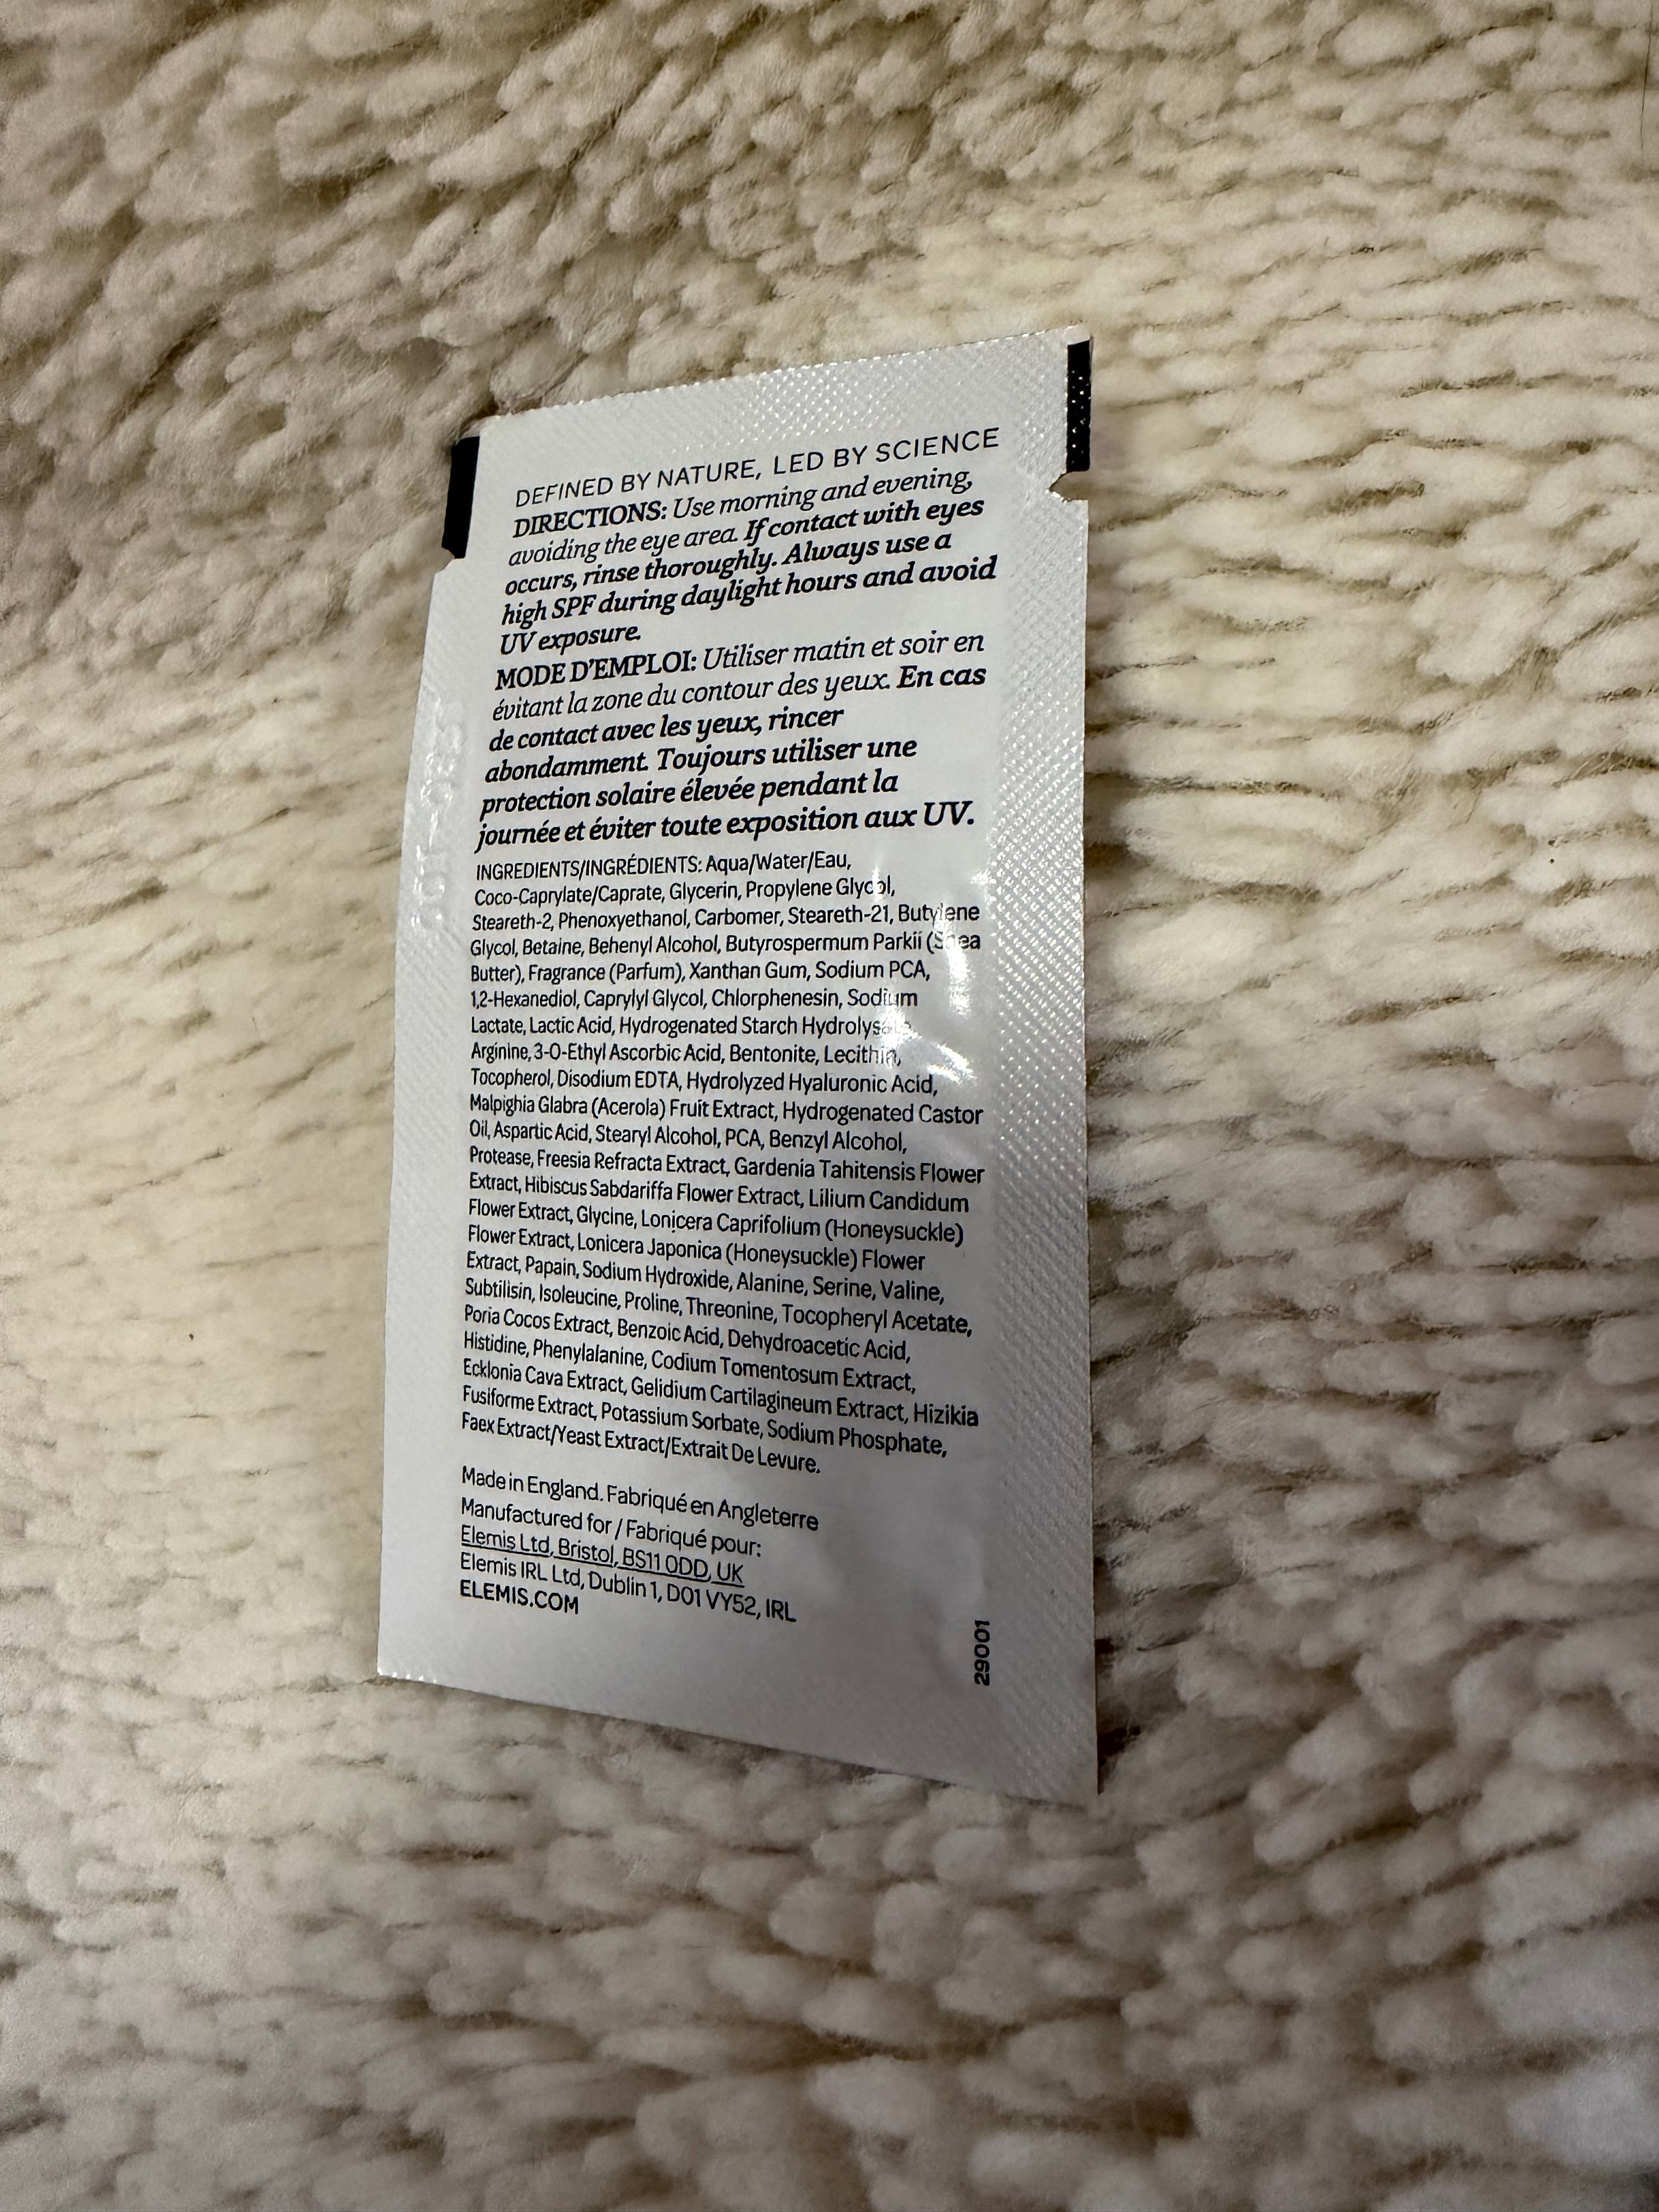 DEFINED BY NATURE, LED BY SCIENCE
DIRECTIONS: Use morning and evening,
avoiding the eye area. If contact with eyes
occurs, rinse thoroughly. Always use a
high SPF during daylight hours and avoid
UV exposure.
MODE D'EMPLOI: Utiliser matin et soir en
évitant la zone du contour des yeux. En cas
de contact avec les yeux, rincer
abondamment. Toujours utiliser une
protection solaire élevée pendant la
journée et éviter toute exposition aux UV.
INGREDIENTS/INGRÉDIENTS: Aqua/Water/Eau,
Coco-Caprylate/Caprate, Glycerin, Propylene Glycol,
Steareth-2, Phenoxyethanol, Carbomer, Steareth-21, Butylene
Glycol, Betaine, Behenyl Alcohol, Butyrospermum Parkii (Shea
Butter), Fragrance (Parfum), Xanthan Gum, Sodium PCA,
1,2-Hexanediol, Caprylyl Glycol, Chlorphenesin, Sodium
Lactate, Lactic Acid, Hydrogenated Starch Hydrolysate,
Arginine, 3-O-Ethyl Ascorbic Acid, Bentonite, Lecithin,
Tocopherol, Disodium EDTA, Hydrolyzed Hyaluronic Acid,
Malpighia Glabra (Acerola) Fruit Extract, Hydrogenated Castor
Oil, Aspartic Acid, Stearyl Alcohol, PCA, Benzyl Alcohol,
Protease, Freesia Refracta Extract, Gardenia Tahitensis Flower
Extract, Hibiscus Sabdariffa Flower Extract, Lilium Candidum
Flower Extract, Glycine, Lonicera Caprifolium (Honeysuckle)
Flower Extract, Lonicera Japonica (Honeysuckle) Flower
Extract, Papain, Sodium Hydroxide, Alanine, Serine, Valine,
Subtilisin, Isoleucine, Proline, Threonine, Tocopheryl Acetate,
Poria Cocos Extract, Benzoic Acid, Dehydroacetic Acid,
Histidine, Phenylalanine, Codium Tomentosum Extract,
Ecklonia Cava Extract, Gelidium Cartilagineum Extract, Hizikia
Fusiforme Extract, Potassium Sorbate, Sodium Phosphate,
Faex Extract/Yeast Extract/Extrait De Levure.
Made in England. Fabriqué en Angleterre
Manufactured for / Fabriqué pour:
Elemis Ltd, Bristol, BS11 0DD, UK
Elemis IRL Ltd, Dublin 1, D01 VY52, IRL
ELEMIS.COM
29001